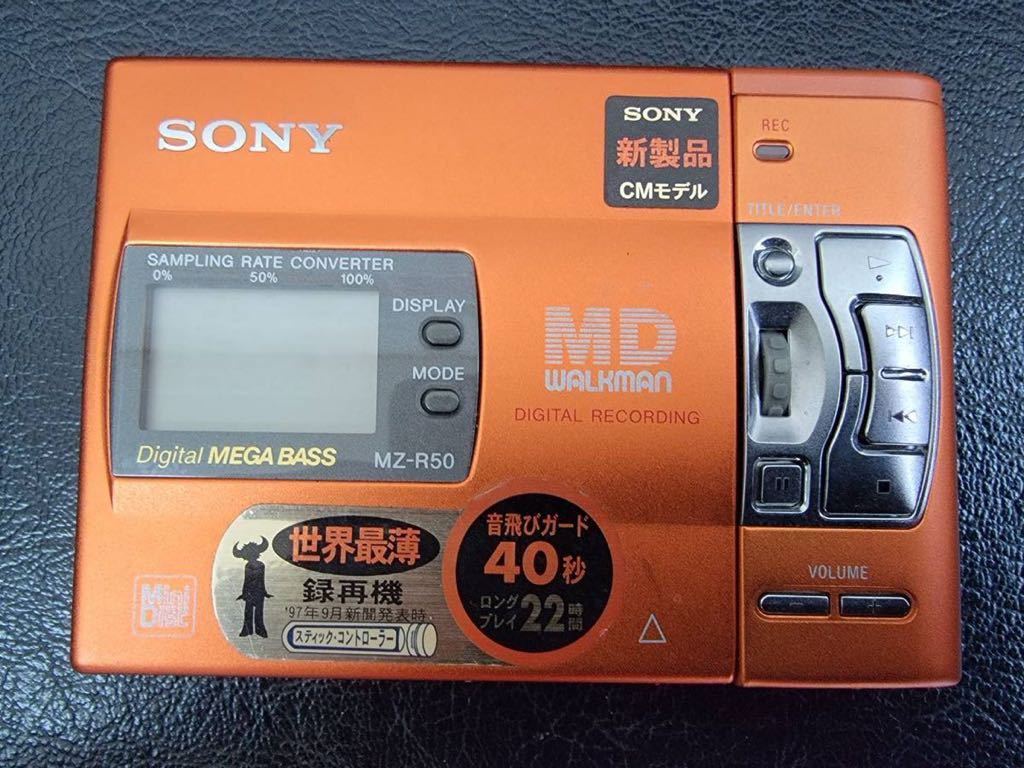 SONY
SONY
新製品
CMモデル
REC
TITLE/ENTER
SAMPLING RATE CONVERTER
0% 50% 100%
DISPLAY
MODE
Digital MEGA BASS
MZ-R50
MD
WALKMAN
DIGITAL RECORDING
VOLUME
- +
世界最薄
録再機
'97年9月新聞発表時
スティック・コントローラー
音飛びガード
40秒
ロング
プレイ
22時間
Mini
Disc